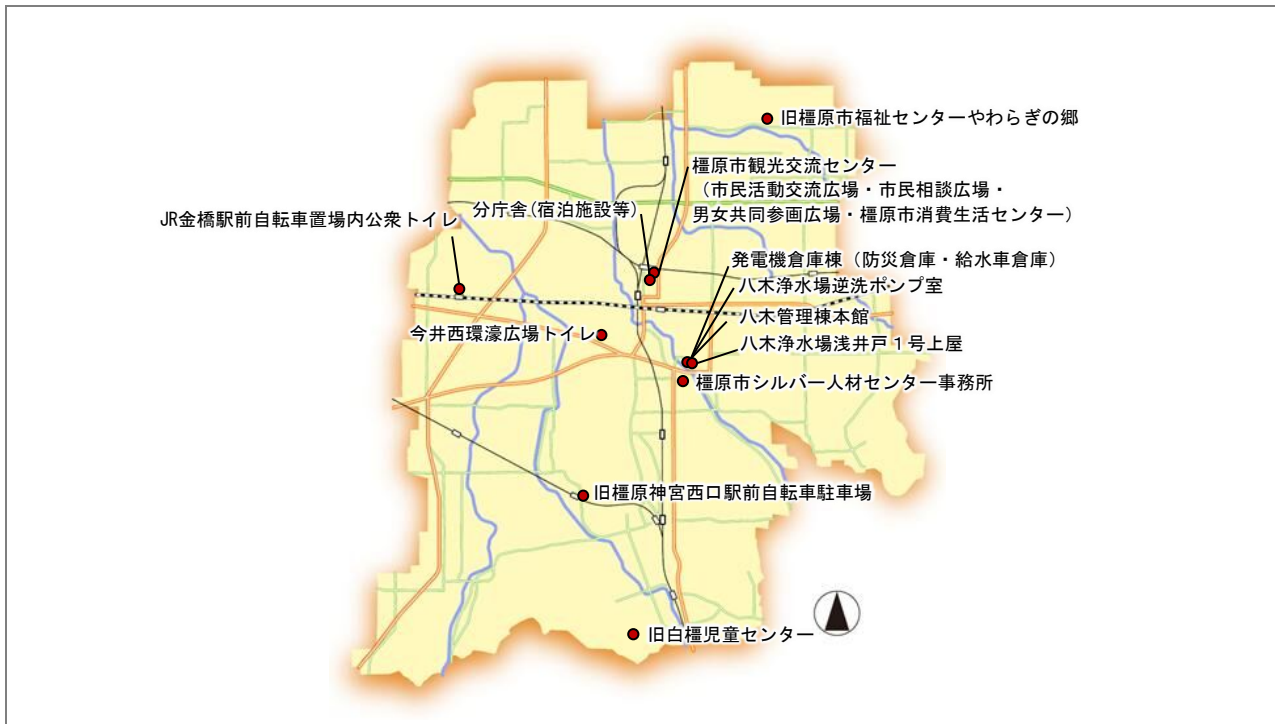 旧橿原市福祉センターやわらぎの郷
橿原市観光交流センター
（市民活動交流広場・市民相談広場・
男女共同参画広場・橿原市消費生活センター）
分庁舎(宿泊施設等)
JR金橋駅前自転車置場内公衆トイレ
発電機倉庫棟（防災倉庫・給水車倉庫）
八木浄水場逆洗ポンプ室
八木管理棟本館
今井西環濠広場トイレ
八木浄水場浅井戸１号上屋
橿原市シルバー人材センター事務所
旧橿原神宮西口駅前自転車駐車場
旧白橿児童センター